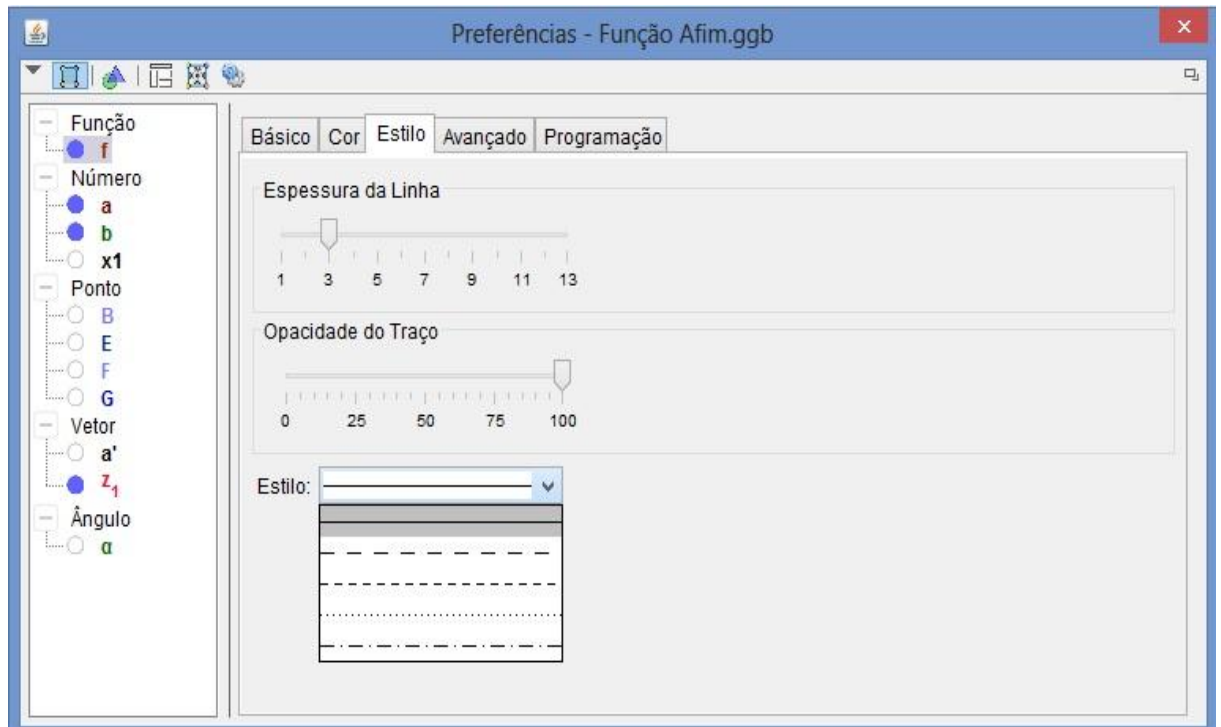 Preferências - Função Afim.ggb
Função
f
Número
a
b
x1
Ponto
B
E
F
G
Vetor
a'
z1
Ângulo
α
Básico Cor Estilo Avançado Programação
Espessura da Linha
1 3 5 7 9 11 13
Opacidade do Traço
0 25 50 75 100
Estilo: